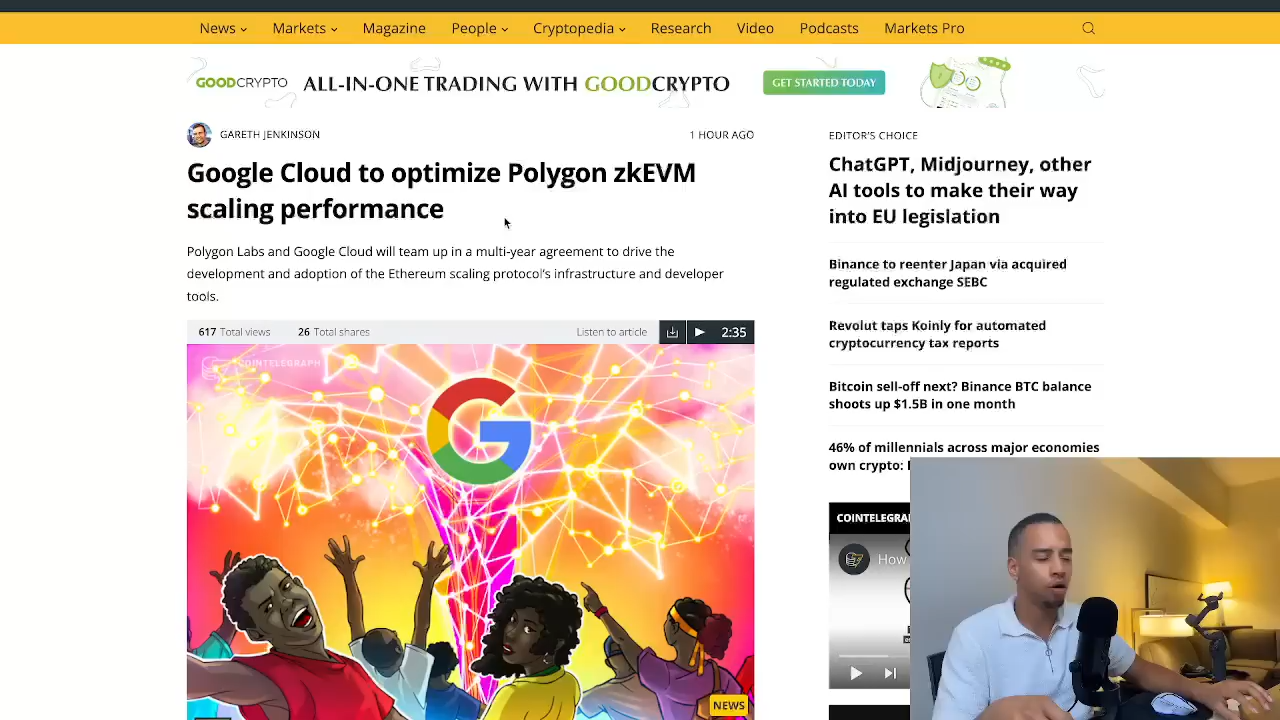 News
Markets
Magazine
People
Cryptopedia
Research
Video
Podcasts
Markets Pro
GOODCRYPTO
ALL-IN-ONE TRADING WITH GOODCRYPTO
GET STARTED TODAY
GARETH JENKINSON
1 HOUR AGO
Google Cloud to optimize Polygon zkEVM
scaling performance
Polygon Labs and Google Cloud will team up in a multi-year agreement to drive the
development and adoption of the Ethereum scaling protocol's infrastructure and developer
tools.
617 Total views
26 Total shares
Listen to article
2:35
COINTELEGRAPH
NEWS
EDITOR'S CHOICE
ChatGPT, Midjourney, other
AI tools to make their way
into EU legislation
Binance to reenter Japan via acquired
regulated exchange SEBC
Revolut taps Koinly for automated
cryptocurrency tax reports
Bitcoin sell-off next? Binance BTC balance
shoots up $1.5B in one month
46% of millennials across major economies
own crypto:
COINTELEGRA
How